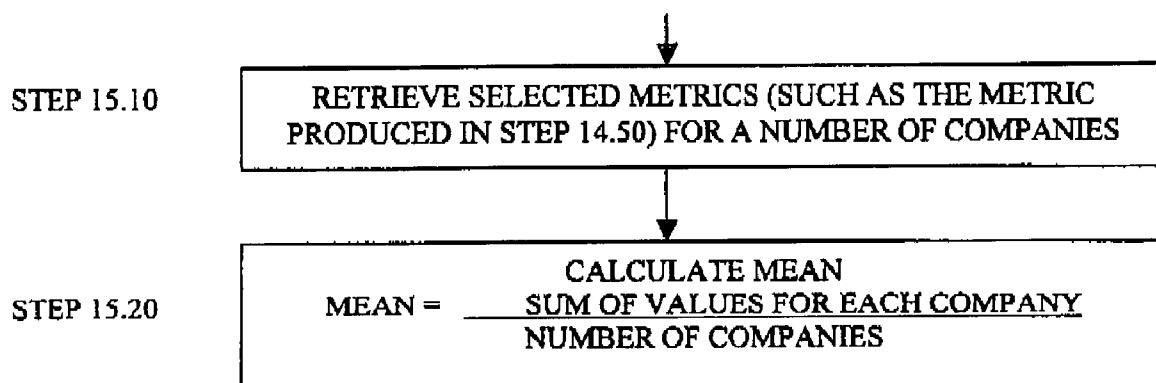 STEP 15.10
RETRIEVE SELECTED METRICS (SUCH AS THE METRIC
PRODUCED IN STEP 14.50) FOR A NUMBER OF COMPANIES
STEP 15.20
CALCULATE MEAN
MEAN = SUM OF VALUES FOR EACH COMPANY
NUMBER OF COMPANIES